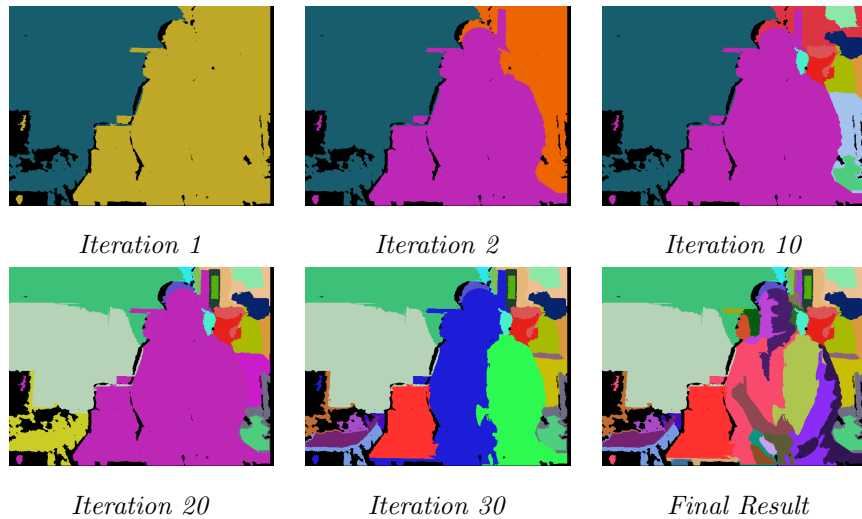 Iteration 1
Iteration 2
Iteration 10
Iteration 20
Iteration 30
Final Result